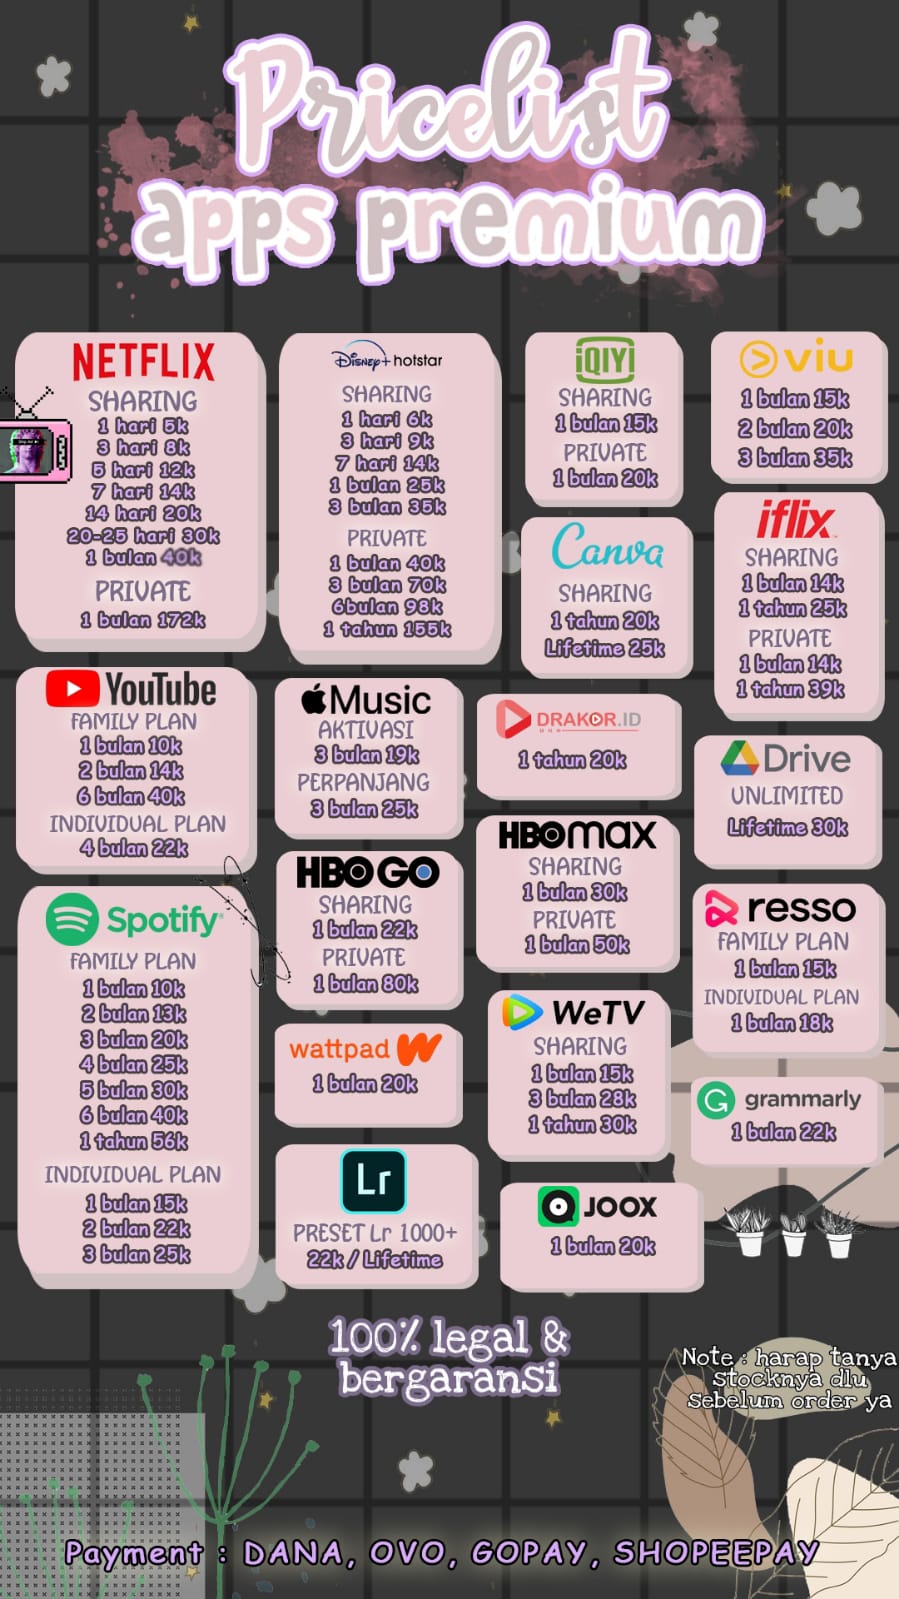 Pricelist
apps premium
NETFLIX
SHARING
1 hari 5k
3 hari 8k
5 hari 12k
7 hari 14k
14 hari 20k
20-25 hari 30k
1 bulan 40k
PRIVATE
1 bulan 172k
Disney+ hotstar
SHARING
1 hari 6k
3 hari 9k
7 hari 14k
1 bulan 25k
3 bulan 35k
PRIVATE
1 bulan 40k
3 bulan 70k
6bulan 98k
1 tahun 155k
iQIYI
SHARING
1 bulan 15k
PRIVATE
1 bulan 20k
viu
1 bulan 15k
2 bulan 20k
3 bulan 35k
Canva
SHARING
1 tahun 20k
Lifetime 25k
iflix
SHARING
1 bulan 14k
1 tahun 25k
PRIVATE
1 bulan 14k
1 tahun 39k
YouTube
FAMILY PLAN
1 bulan 10k
2 bulan 14k
6 bulan 40k
INDIVIDUAL PLAN
4 bulan 22k
Music
AKTIVASI
3 bulan 19k
PERPANJANG
3 bulan 25k
DRAKOR.ID
1 tahun 20k
Drive
UNLIMITED
Lifetime 30k
Spotify
FAMILY PLAN
1 bulan 10k
2 bulan 13k
3 bulan 20k
4 bulan 25k
5 bulan 30k
6 bulan 40k
1 tahun 56k
INDIVIDUAL PLAN
1 bulan 15k
2 bulan 22k
3 bulan 25k
HBO GO
SHARING
1 bulan 22k
PRIVATE
1 bulan 80k
HBOmax
SHARING
1 bulan 30k
PRIVATE
1 bulan 50k
resso
FAMILY PLAN
1 bulan 15k
INDIVIDUAL PLAN
1 bulan 18k
wattpad
1 bulan 20k
WeTV
SHARING
1 bulan 15k
3 bulan 28k
1 tahun 30k
grammarly
1 bulan 22k
Lr
PRESET Lr 1000+
22k / Lifetime
JOOX
1 bulan 20k
100% legal &
bergaransi
Note : harap tanya
stocknya dlu
sebelum order ya
Payment : DANA, OVO, GOPAY, SHOPEEPAY